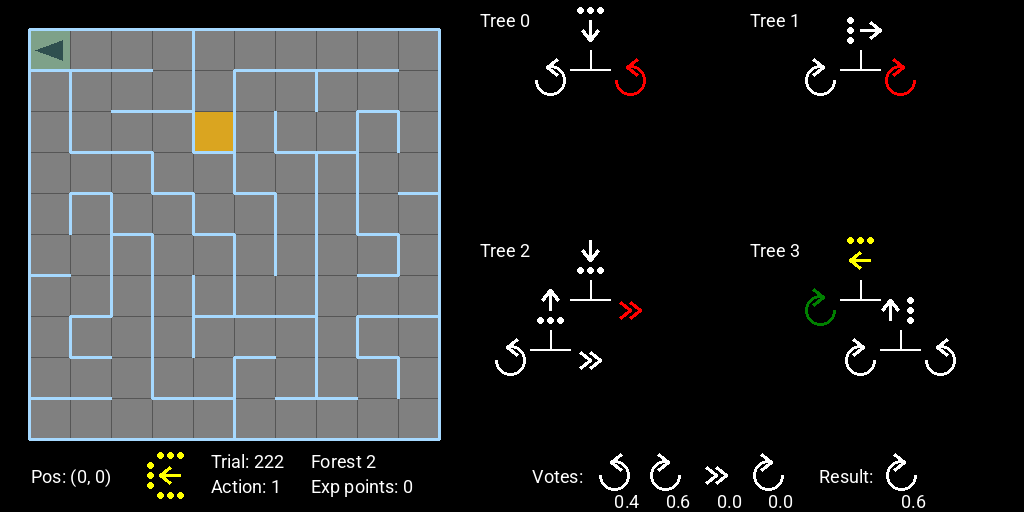 Tree 0
Tree 1
Tree 2
Tree 3
Pos: (0, 0)
Trial: 222
Forest 2
Action: 1
Exp points: 0
Votes:
0.4
0.6
0.0
0.0
Result:
0.6